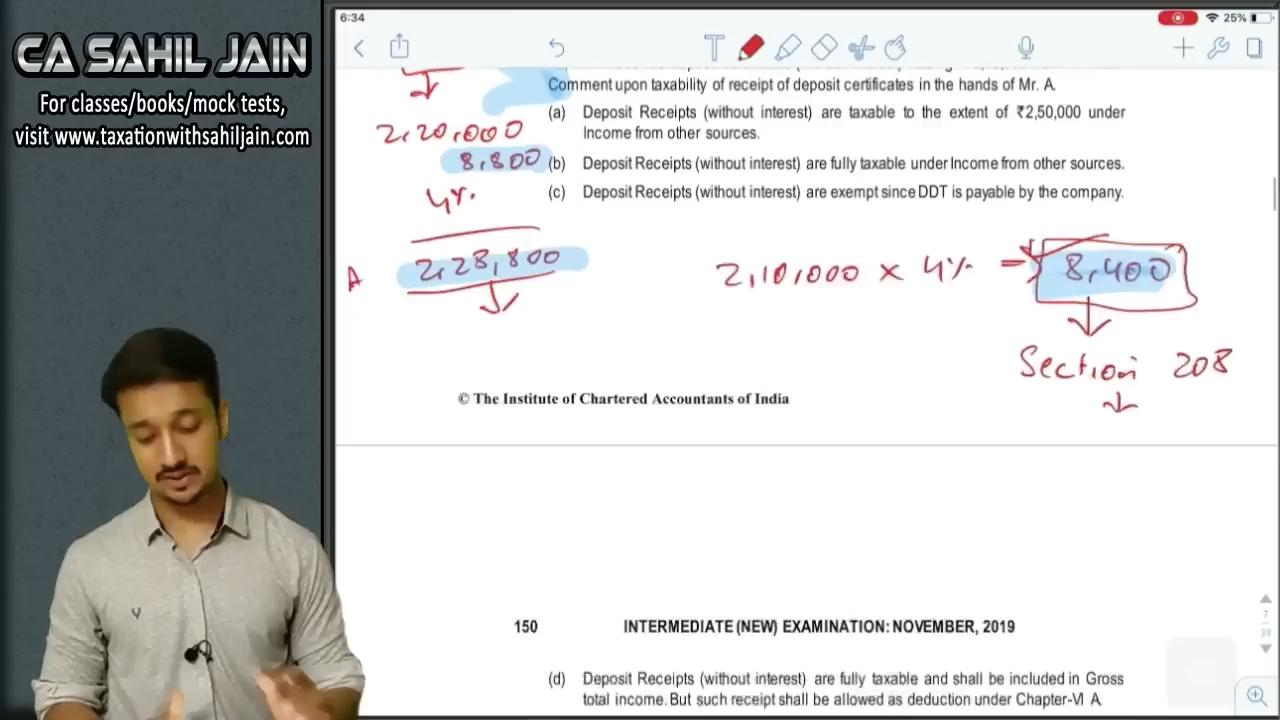 CA SAHIL JAIN
For classes/books/mock tests,
visit www.taxationwithsahiljain.com
6:34
25%
Comment upon taxability of receipt of deposit certificates in the hands of Mr. A.
(a) Deposit Receipts (without interest) are taxable to the extent of ₹2,50,000 under
Income from other sources.
(b) Deposit Receipts (without interest) are fully taxable under Income from other sources.
(c) Deposit Receipts (without interest) are exempt since DDT is payable by the company.
2,20,000
8,800
4%
A 2,28,800
2,10,000 × 4% = 8,400
Section 208
© The Institute of Chartered Accountants of India
150 INTERMEDIATE (NEW) EXAMINATION: NOVEMBER, 2019
7
39
(d) Deposit Receipts (without interest) are fully taxable and shall be included in Gross
total income. But such receipt shall be allowed as deduction under Chapter-VI A.